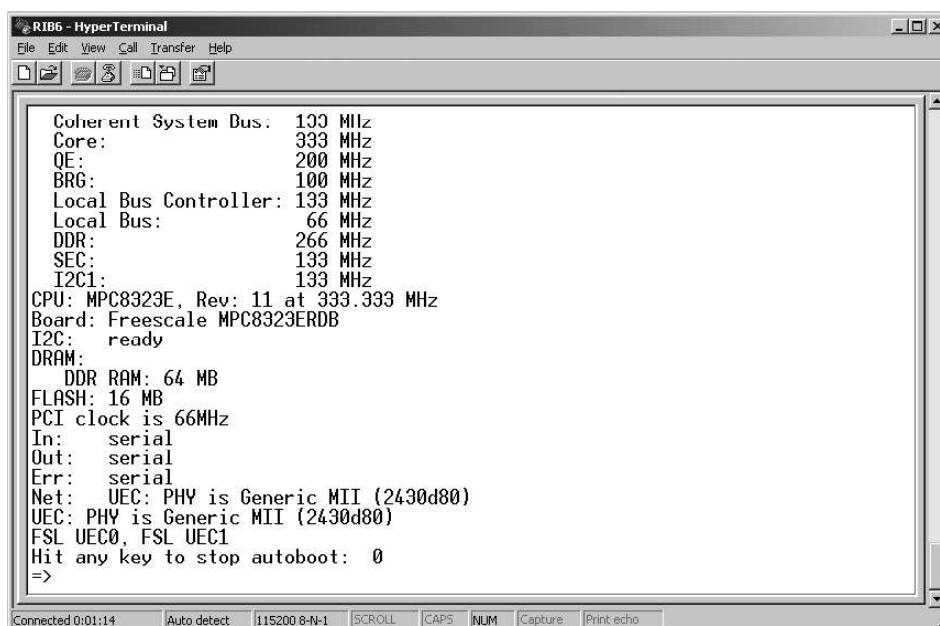 RIB6 - HyperTerminal
File Edit View Call Transfer Help
Coherent System Bus: 133 MHz
Core: 333 MHz
QE: 200 MHz
BRG: 100 MHz
Local Bus Controller: 133 MHz
Local Bus: 66 MHz
DDR: 266 MHz
SEC: 133 MHz
I2C1: 133 MHz
CPU: MPC8323E, Rev: 11 at 333.333 MHz
Board: Freescale MPC8323ERDB
I2C: ready
DRAM:
DDR RAM: 64 MB
FLASH: 16 MB
PCI clock is 66MHz
In: serial
Out: serial
Err: serial
Net: UEC: PHY is Generic MII (2430d80)
UEC: PHY is Generic MII (2430d80)
FSL UEC0, FSL UEC1
Hit any key to stop autoboot: 0
=>
Connected 0:01:14 Auto detect 115200 8-N-1 SCROLL CAPS NUM Capture Print echo